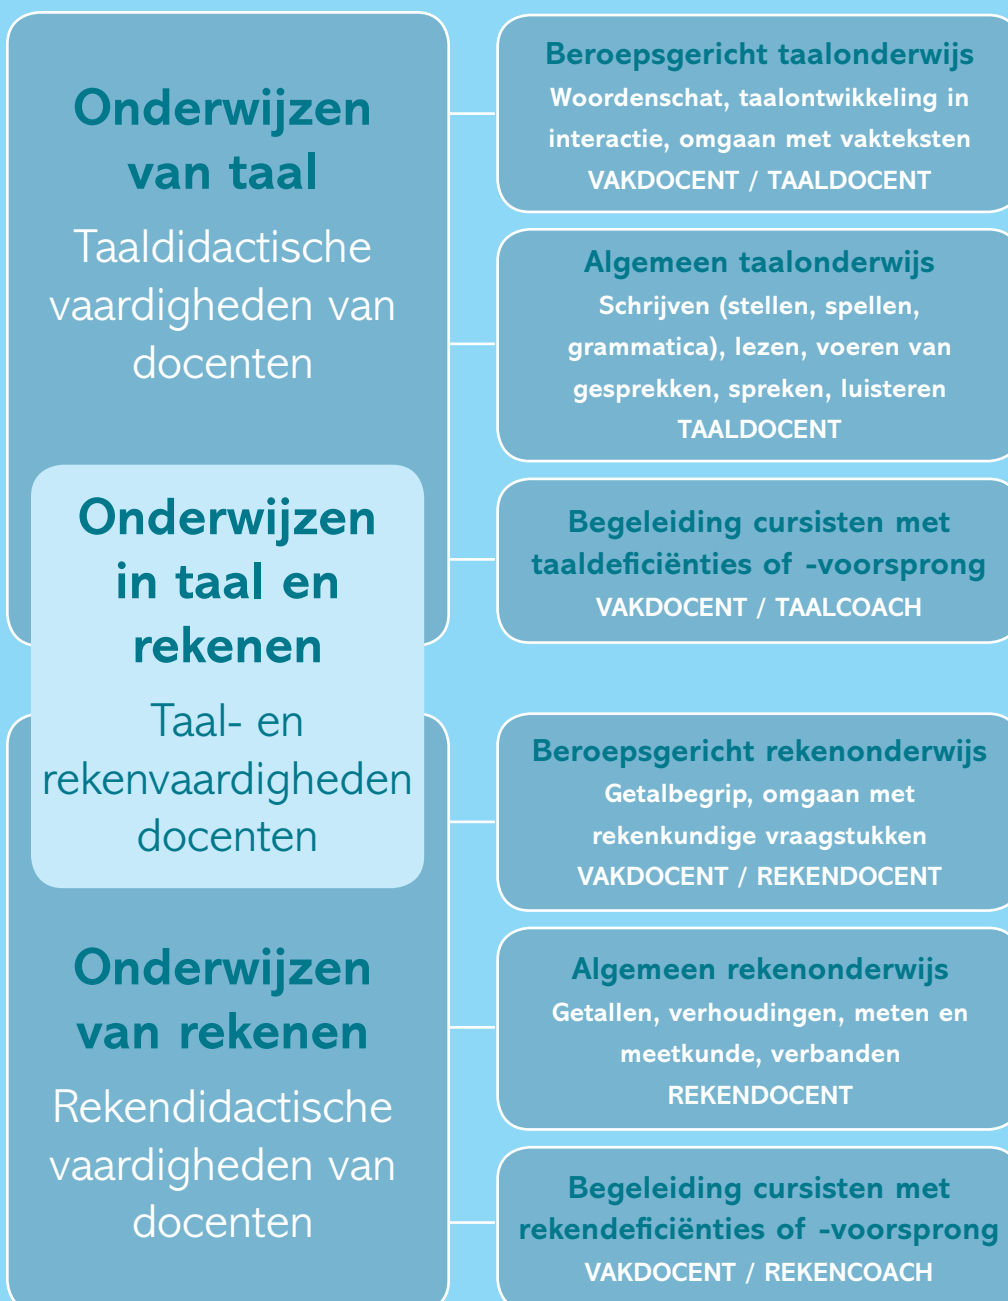 Onderwijzen
van taal
Taaldidactische
vaardigheden van
docenten
Beroepsgericht taalonderwijs
Woordenschat, taalontwikkeling in
interactie, omgaan met vakteksten
VAKDOCENT / TAALDOCENT
Algemeen taalonderwijs
Schrijven (stellen, spellen,
grammatica), lezen, voeren van
gesprekken, spreken, luisteren
TAALDOCENT
Begeleiding cursisten met
taaldeficiënties of -voorsprong
VAKDOCENT / TAALCOACH
Onderwijzen
in taal en
rekenen
Taal- en
rekenvaardigheden
docenten
Onderwijzen
van rekenen
Rekendidactische
vaardigheden van
docenten
Beroepsgericht rekenonderwijs
Getalbegrip, omgaan met
rekenkundige vraagstukken
VAKDOCENT / REKENDOCENT
Algemeen rekenonderwijs
Getallen, verhoudingen, meten en
meetkunde, verbanden
REKENDOCENT
Begeleiding cursisten met
rekendeficiënties of -voorsprong
VAKDOCENT / REKENCOACH